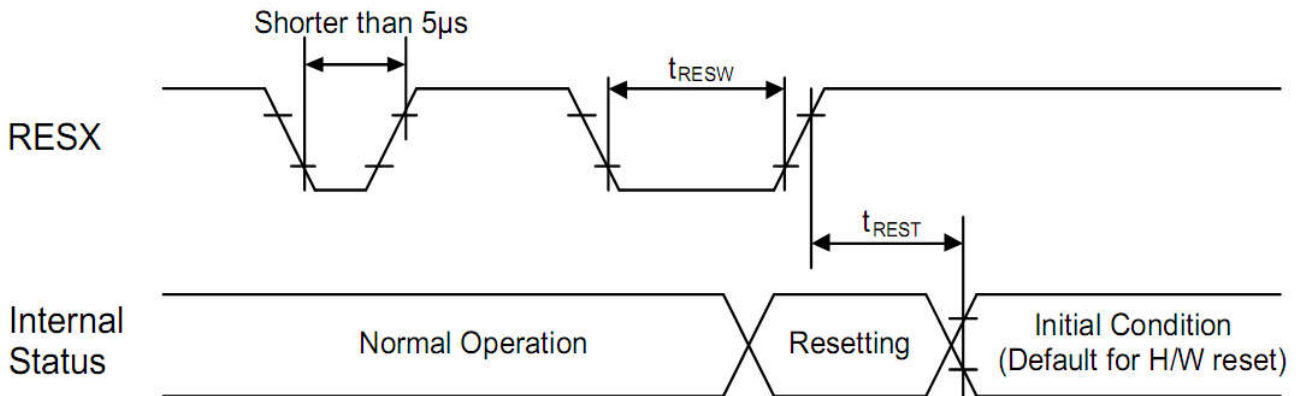 Shorter than 5µs
tRESW
RESX
tREST
Internal
Status
Normal Operation
Resetting
Initial Condition
(Default for H/W reset)